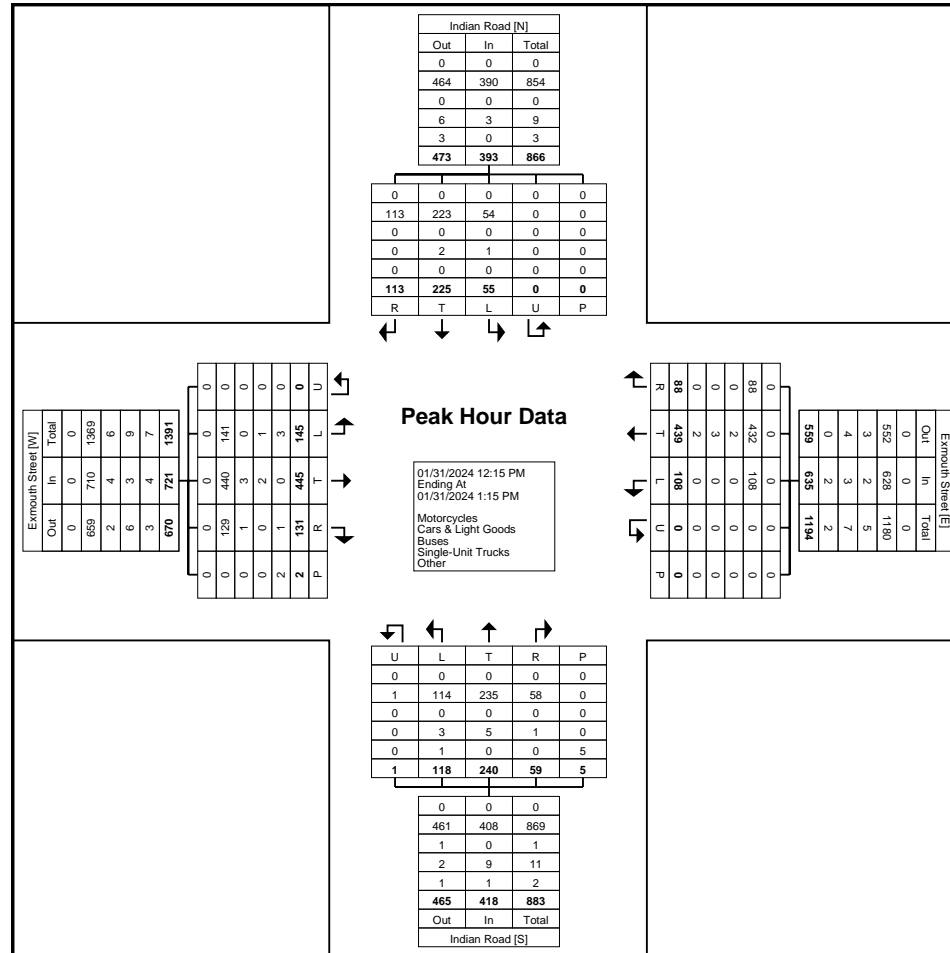 Indian Road [N]
Out In Total
0 0 0
464 390 854
0 0 0
6 3 9
3 0 3
473 393 866
0 0 0 0 0
113 223 54 0 0
0 0 0 0 0
0 2 1 0 0
0 0 0 0 0
113 225 55 0 0
R T L U P
Exmouth Street [W]
Total 0 1369 6 9 7 1391
In 0 710 4 3 4 721
Out 0 659 2 6 3 670
0 0 0 0 0 0 U
0 141 0 1 3 145 L
0 440 3 2 0 445 T
0 129 1 0 1 131 R
0 0 0 0 2 2 P
Peak Hour Data
01/31/2024 12:15 PM
Ending At
01/31/2024 1:15 PM
Motorcycles
Cars & Light Goods
Buses
Single-Unit Trucks
Other
R 88 0 0 0 88 0
T 439 2 3 2 432 0
L 108 0 0 0 108 0
U 0 0 0 0 0 0
P 0 0 0 0 0 0
Exmouth Street [E]
Out 0 552 3 4 0 559
In 0 628 2 3 2 635
Total 0 1180 5 7 2 1194
U L T R P
0 0 0 0 0
1 114 235 58 0
0 0 0 0 0
0 3 5 1 0
0 1 0 0 5
1 118 240 59 5
0 0 0
461 408 869
1 0 1
2 9 11
1 1 2
465 418 883
Out In Total
Indian Road [S]